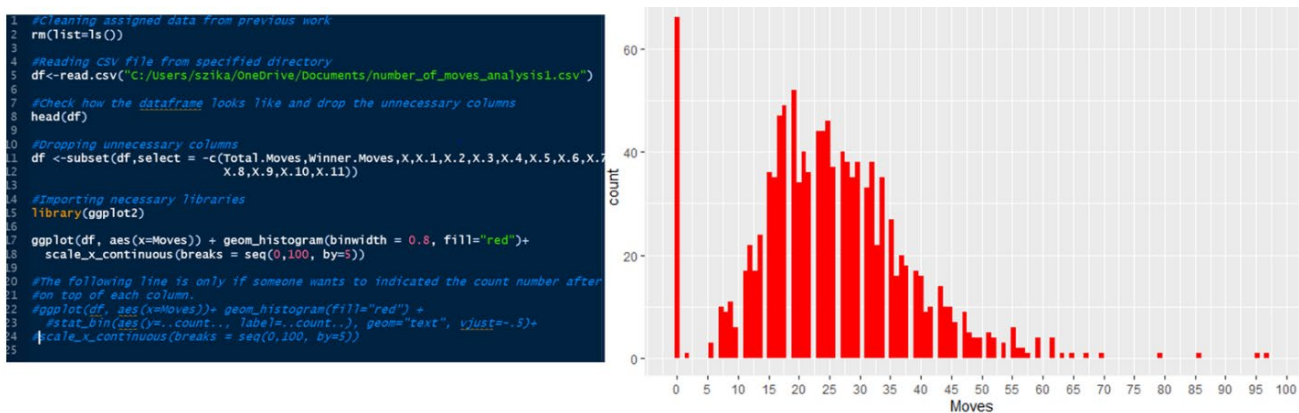 1 #Cleaning assigned data from previous work
2 rm(list=ls())
3
4 #Reading CSV file from specified directory
5 df<-read.csv("C:/Users/szika/OneDrive/Documents/number_of_moves_analysis1.csv")
6
7 #Check how the dataframe looks like and drop the unnecessary columns
8 head(df)
9
10 #Dropping unnecessary columns
11 df <-subset(df,select = -c(Total.Moves,Winner.Moves,X,X.1,X.2,X.3,X.4,X.5,X.6,X.7
12 X.8,X.9,X.10,X.11))
13
14 #Importing necessary libraries
15 library(ggplot2)
16
17 ggplot(df, aes(x=Moves)) + geom_histogram(binwidth = 0.8, fill="red")+
18 scale_x_continuous(breaks = seq(0,100, by=5))
19
20 #The following line is only if someone wants to indicated the count number after
21 #on top of each column.
22 #ggplot(df, aes(x=Moves))+ geom_histogram(fill="red") +
23 #stat_bin(aes(y=..count.., label=..count..), geom="text", vjust=-.5)+
24 #scale_x_continuous(breaks = seq(0,100, by=5))
25
count
60
40
20
0
0 5 10 15 20 25 30 35 40 45 50 55 60 65 70 75 80 85 90 95 100
Moves